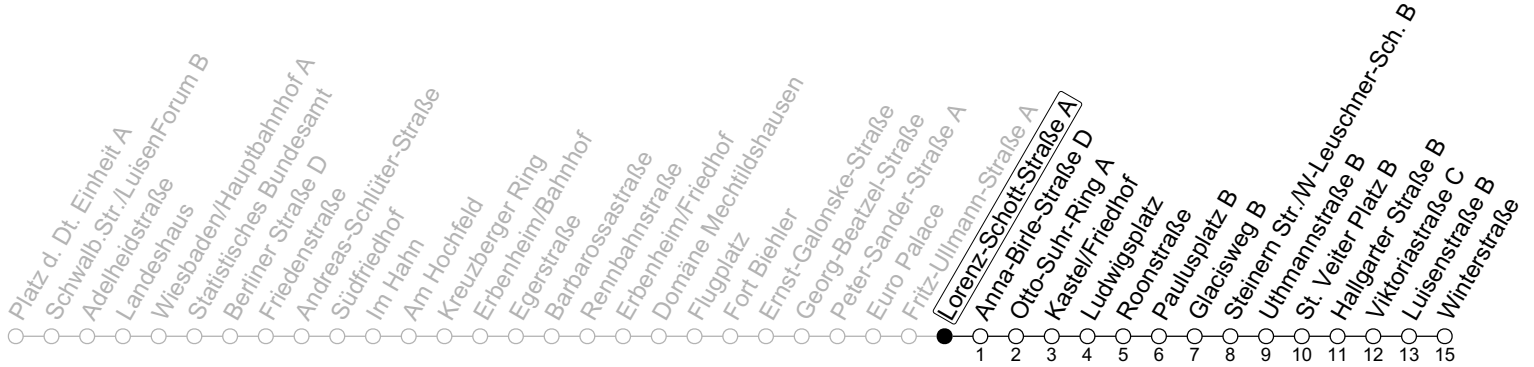 Platz d. Dt. Einheit A
Schwalb.Str./LuisenForum B
Adelheidstraße
Landeshaus
Wiesbaden/Hauptbahnhof A
Statistisches Bundesamt
Berliner Straße D
Friedenstraße
Andreas-Schlüter-Straße
Südfriedhof
Im Hahn
Am Hochfeld
Kreuzberger Ring
Erbenheim/Bahnhof
Egerstraße
Barbarossastraße
Rennbahnstraße
Erbenheim/Friedhof
Domäne Mechtildshausen
Flugplatz
Fort Biehler
Ernst-Galonske-Straße
Georg-Beatzel-Straße
Peter-Sander-Straße A
Euro Palace
Fritz-Ullmann-Straße A
Lorenz-Schott-Straße A
Anna-Birle-Straße D
Otto-Suhr-Ring A
Kastel/Friedhof
Ludwigsplatz
Roonstraße
Paulusplatz B
Glacisweg B
Steinern Str./W-Leuschner-Sch. B
Uthmannstraße B
St. Veiter Platz B
Hallgarter Straße B
Viktoriastraße C
Luisenstraße B
Winterstraße
1 2 3 4 5 6 7 8 9 10 11 12 13 15